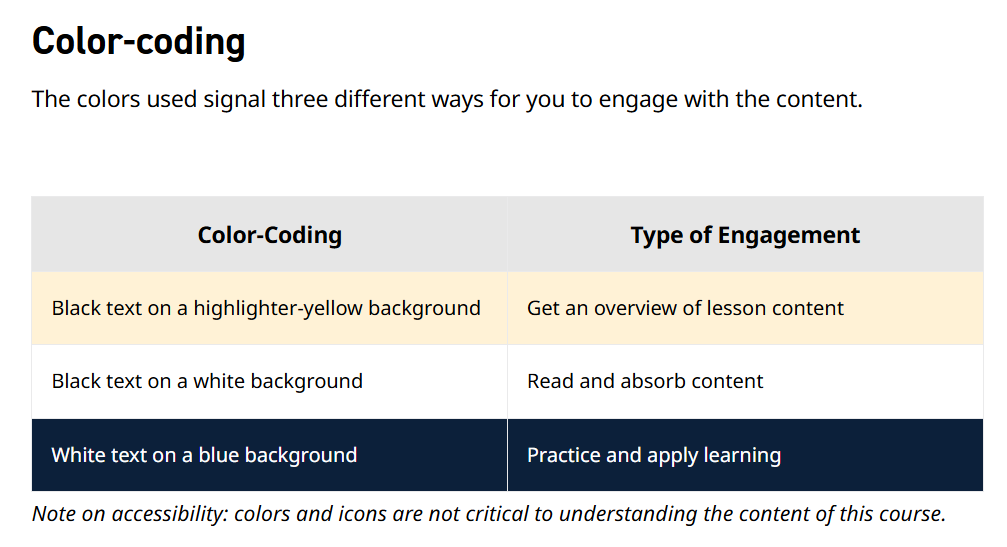 Color-coding
The colors used signal three different ways for you to engage with the content.
Color-Coding
Type of Engagement
Black text on a highlighter-yellow background
Get an overview of lesson content
Black text on a white background
Read and absorb content
White text on a blue background
Practice and apply learning
Note on accessibility: colors and icons are not critical to understanding the content of this course.